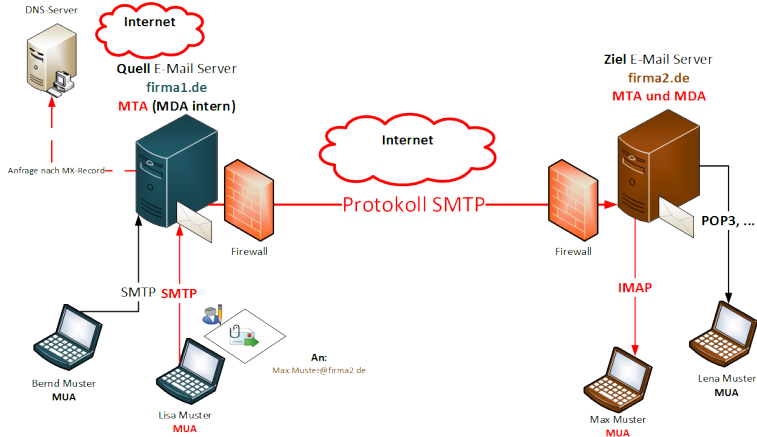 DNS-Server
Internet
Quell E-Mail Server
firma1.de
MTA (MDA intern)
Ziel E-Mail Server
firma2.de
MTA und MDA
Internet
Anfrage nach MX-Record
Protokoll SMTP
Firewall
Firewall
POP3, ...
SMTP
SMTP
IMAP
An:
Max.Muster@firma2.de
Bernd Muster
MUA
Lisa Muster
MUA
Max Muster
MUA
Lena Muster
MUA